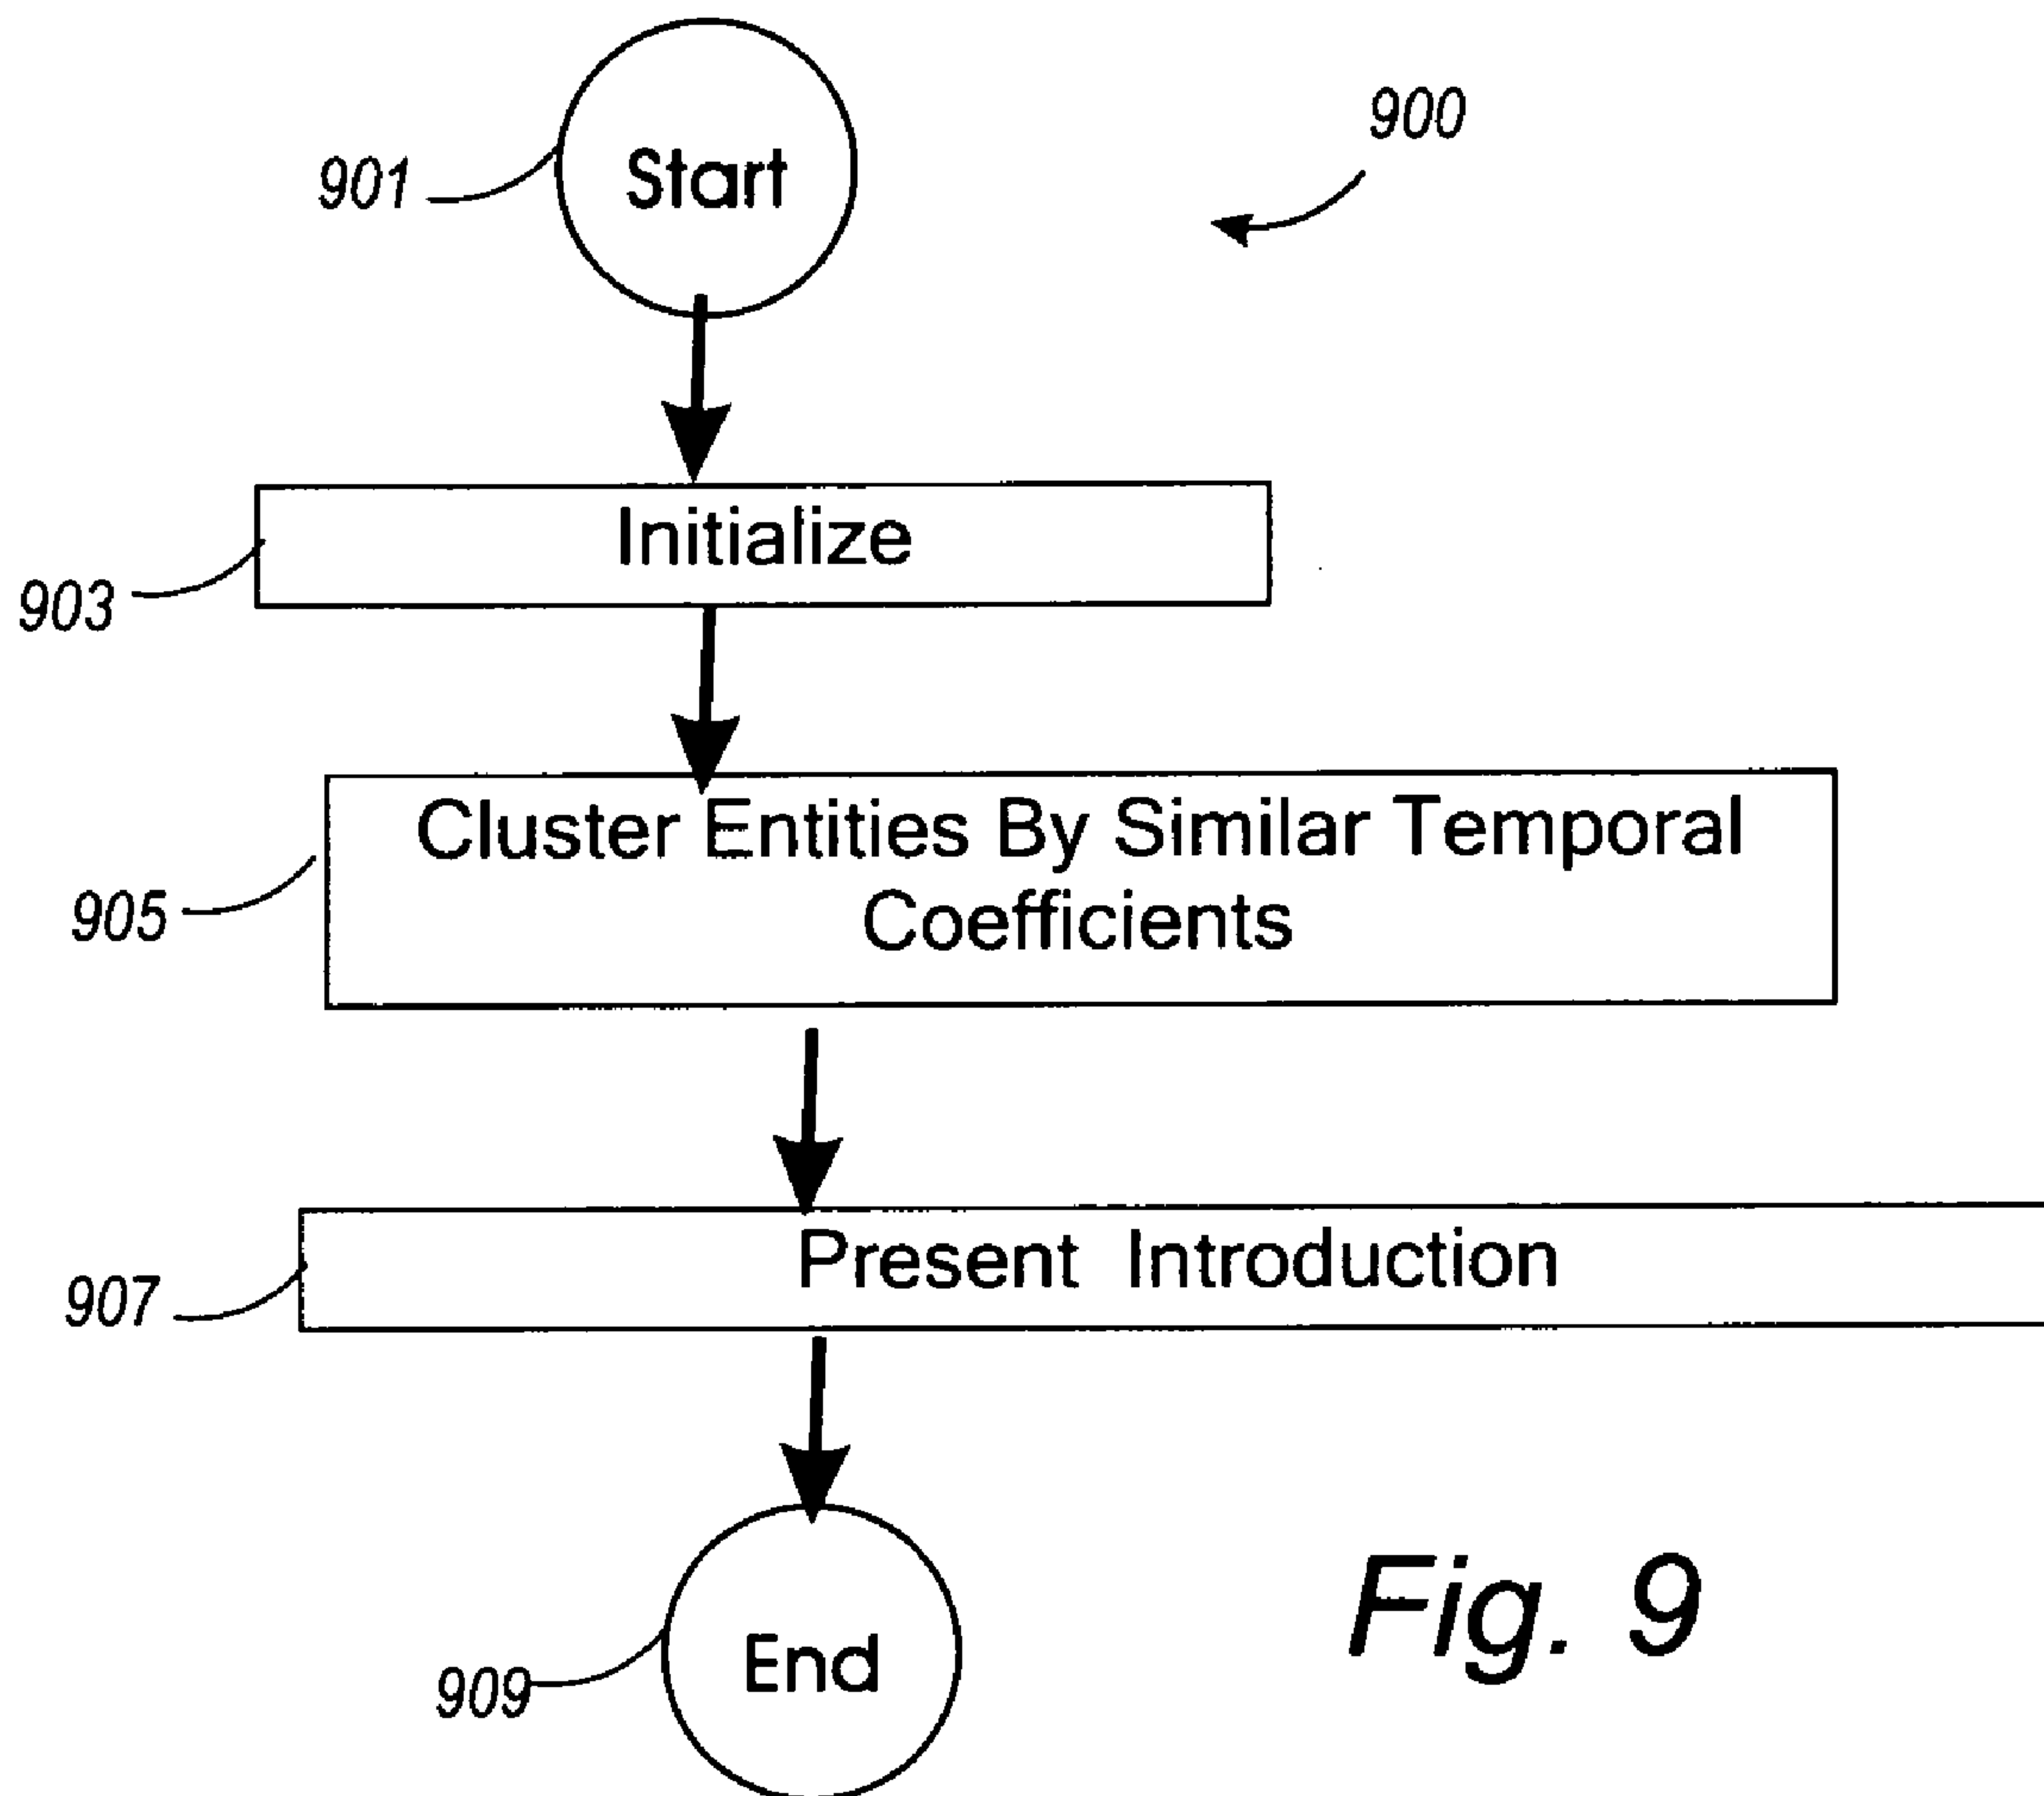 900
901
Start
Initialize
903
Cluster Entities By Similar Temporal
Coefficients
905
Present Introduction
907
End
909
Fig. 9